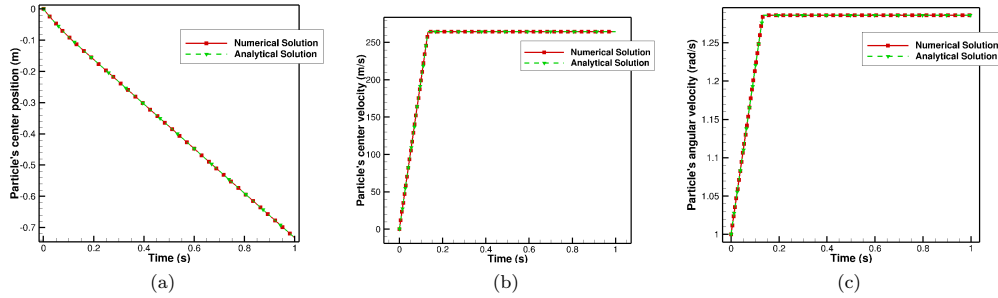 Particle's center position (m)
0
-0.1
-0.2
-0.3
-0.4
-0.5
-0.6
-0.7
0
0.2
0.4
0.6
0.8
1
Time (s)
Numerical Solution
Analytical Solution
(a)
Particle's center velocity (m/s)
250
200
150
100
50
0
0
0.2
0.4
0.6
0.8
1
Time (s)
Numerical Solution
Analytical Solution
(b)
Particle's angular velocity (rad/s)
1.25
1.2
1.15
1.1
1.05
1
0
0.2
0.4
0.6
0.8
1
Time (s)
Numerical Solution
Analytical Solution
(c)